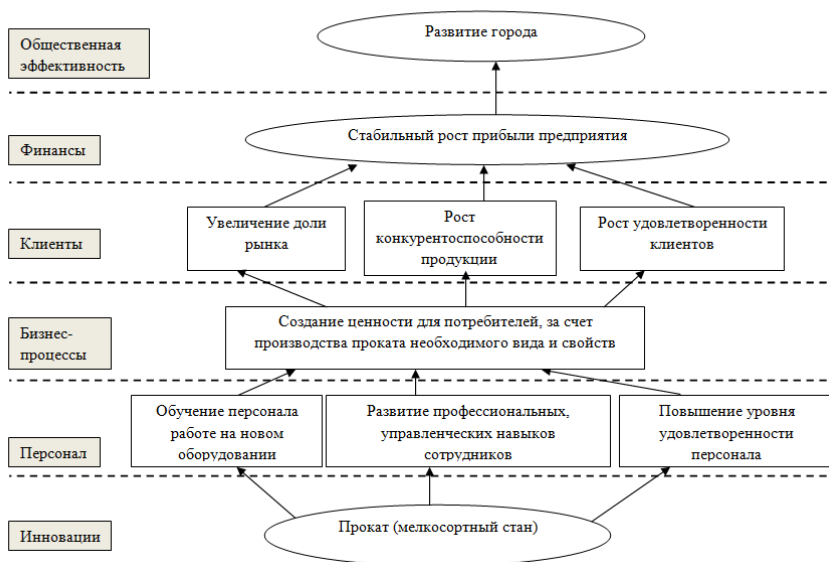 Общественная
эффективность
Развитие города
Финансы
Стабильный рост прибыли предприятия
Клиенты
Увеличение доли
рынка
Рост
конкурентоспособности
продукции
Рост удовлетворенности
клиентов
Бизнес-
процессы
Создание ценности для потребителей, за счет
производства проката необходимого вида и свойств
Персонал
Обучение персонала
работе на новом
оборудовании
Развитие профессиональных,
управленческих навыков
сотрудников
Повышение уровня
удовлетворенности
персонала
Инновации
Прокат (мелкосортный стан)